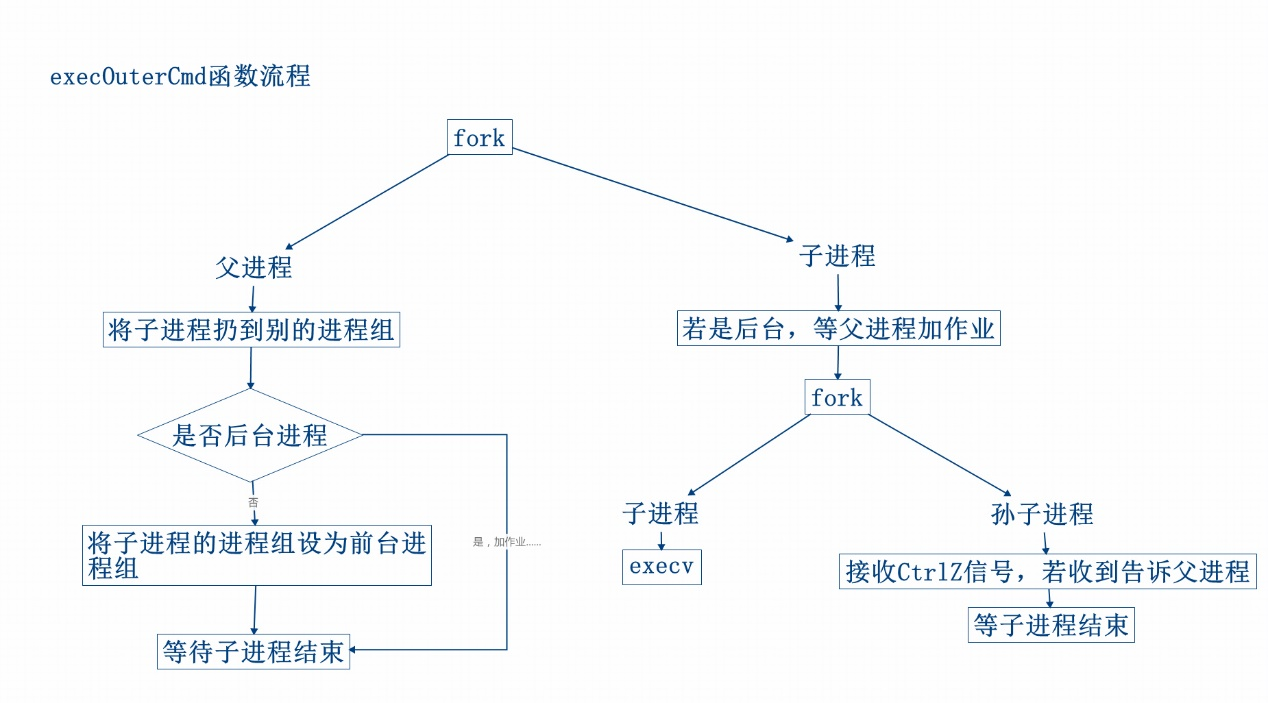 execOuterCmd函数流程
fork
父进程
子进程
将子进程扔到别的进程组
若是后台，等父进程加作业
fork
是否后台进程
否
子进程
孙子进程
将子进程的进程组设为前台进
程组
是，加作业……
execv
接收CtrlZ信号，若收到告诉父进程
等子进程结束
等待子进程结束